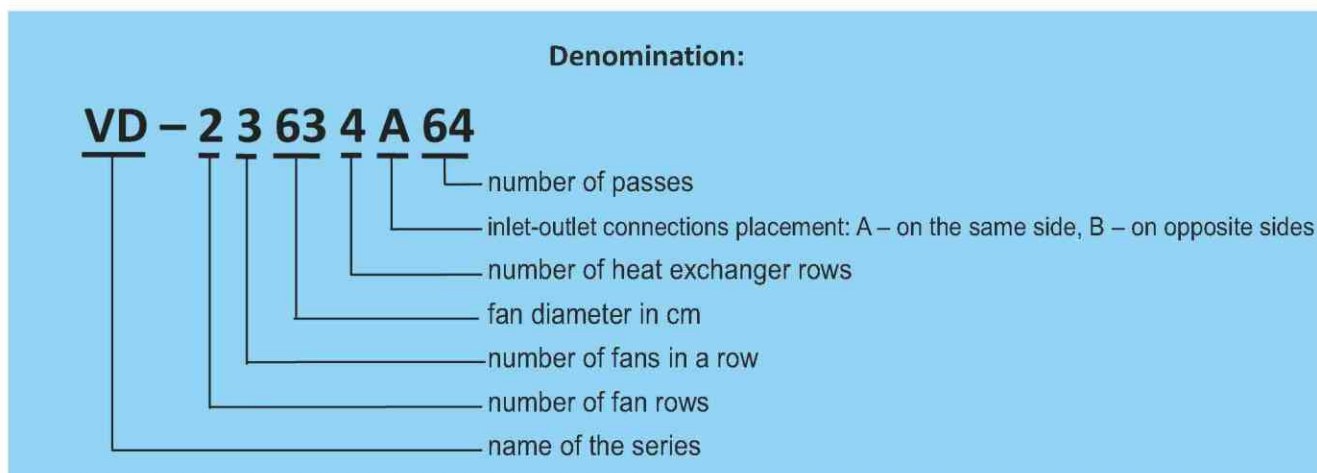 Denomination:
VD – 2 3 63 4 A 64
number of passes
inlet-outlet connections placement: A – on the same side, B – on opposite sides
number of heat exchanger rows
fan diameter in cm
number of fans in a row
number of fan rows
name of the series